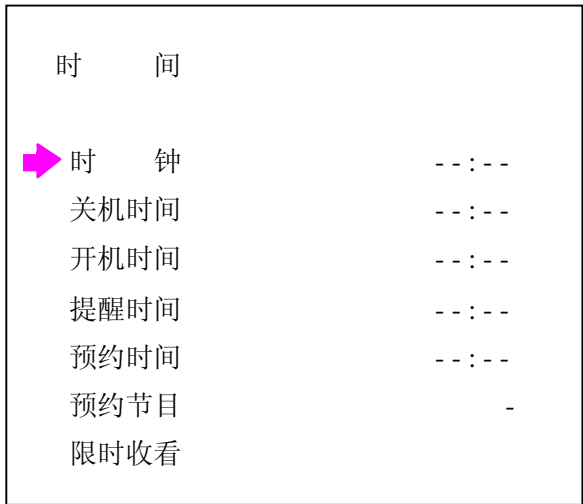 时 间
时 钟 --:--
关机时间 --:--
开机时间 --:--
提醒时间 --:--
预约时间 --:--
预约节目 -
限时收看